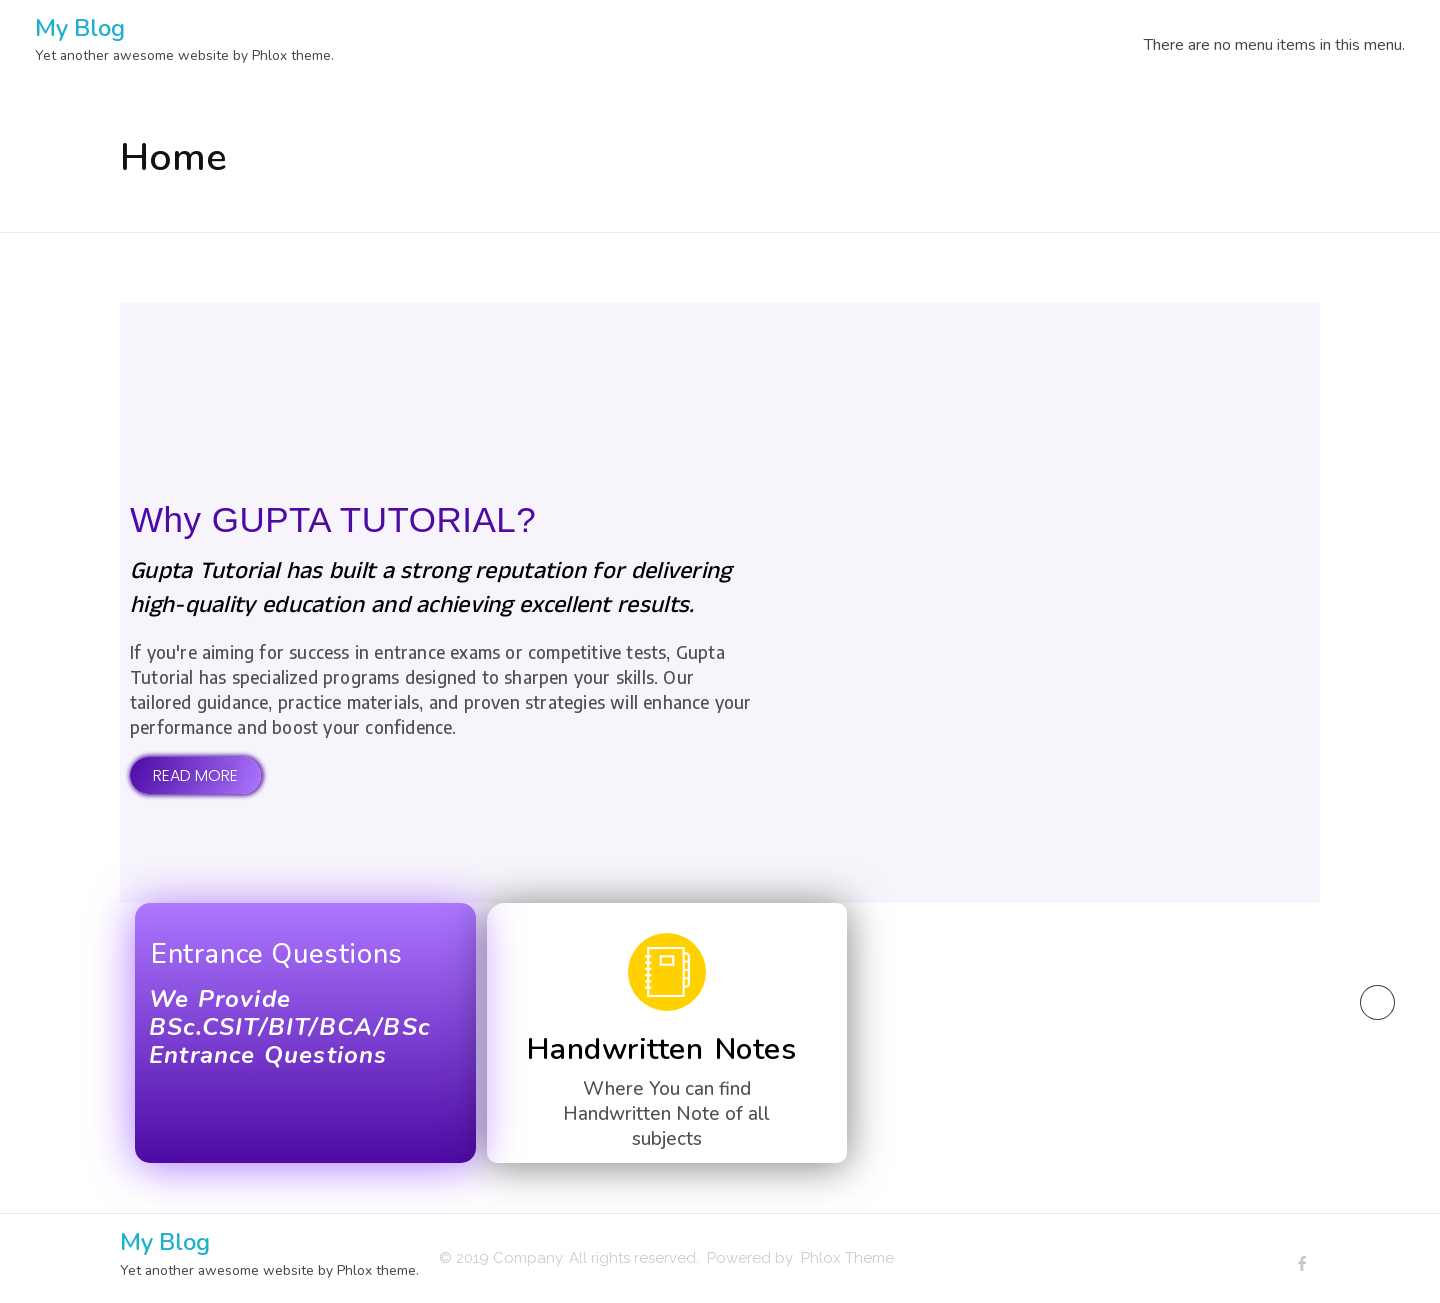 My Blog
Yet another awesome website by Phlox theme.
There are no menu items in this menu.
Home
Why GUPTA TUTORIAL?
Gupta Tutorial has built a strong reputation for delivering
high-quality education and achieving excellent results.
If you're aiming for success in entrance exams or competitive tests, Gupta
Tutorial has specialized programs designed to sharpen your skills. Our
tailored guidance, practice materials, and proven strategies will enhance your
performance and boost your confidence.
READ MORE
Entrance Questions
We Provide
BSc.CSIT/BIT/BCA/BSc
Entrance Questions
Handwritten Notes
Where You can find
Handwritten Note of all
subjects
My Blog
Yet another awesome website by Phlox theme.
© 2019 Company. All rights reserved. Powered by Phlox Theme